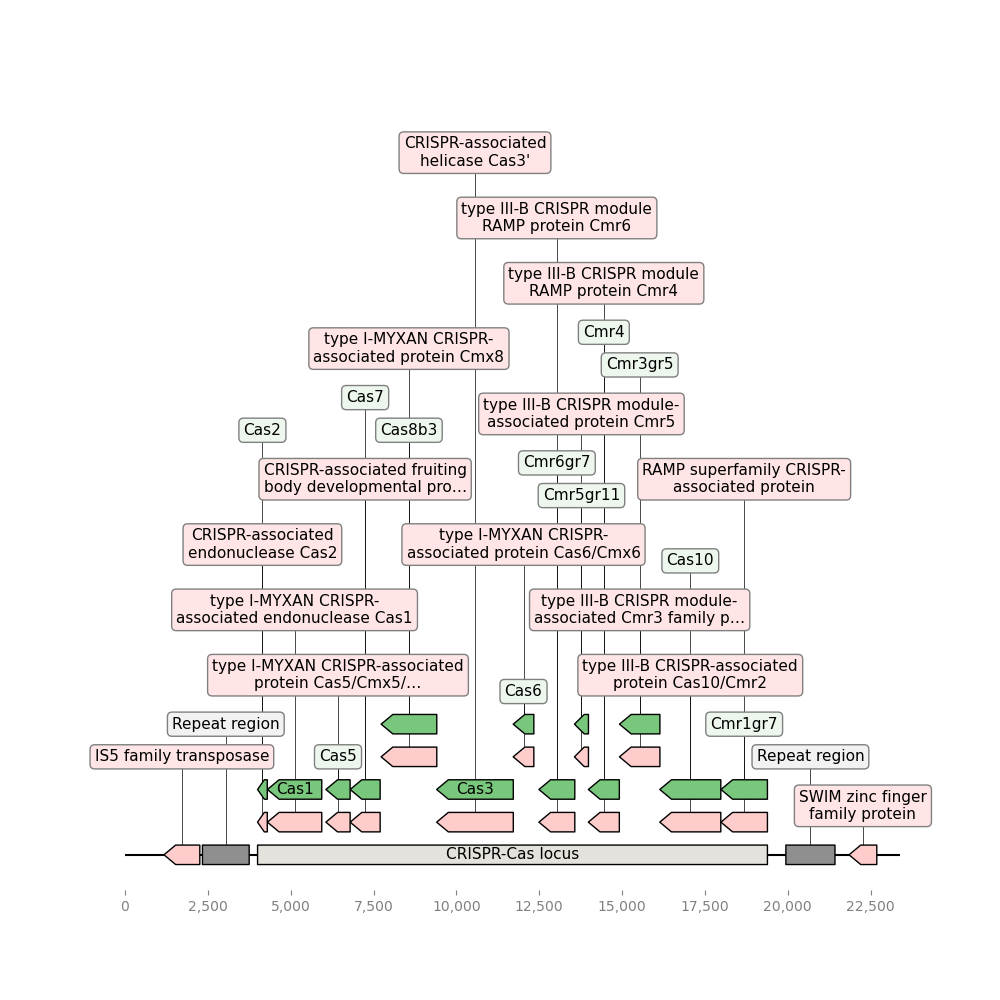 CRISPR-associated
helicase Cas3'
type III-B CRISPR module
RAMP protein Cmr6
type III-B CRISPR module
RAMP protein Cmr4
Cmr4
type I-MYXAN CRISPR-
associated protein Cmx8
Cmr3gr5
Cas7
type III-B CRISPR module-
associated protein Cmr5
Cas2
Cas8b3
Cmr6gr7
CRISPR-associated fruiting
body developmental pro...
RAMP superfamily CRISPR-
associated protein
Cmr5gr11
CRISPR-associated
endonuclease Cas2
type I-MYXAN CRISPR-
associated protein Cas6/Cmx6
Cas10
type I-MYXAN CRISPR-
associated endonuclease Cas1
type III-B CRISPR module-
associated Cmr3 family p...
type I-MYXAN CRISPR-associated
protein Cas5/Cmx5/...
type III-B CRISPR-associated
protein Cas10/Cmr2
Cas6
Repeat region
Cmr1gr7
IS5 family transposase
Cas5
Repeat region
Cas1
Cas3
SWIM zinc finger
family protein
CRISPR-Cas locus
0 2,500 5,000 7,500 10,000 12,500 15,000 17,500 20,000 22,500